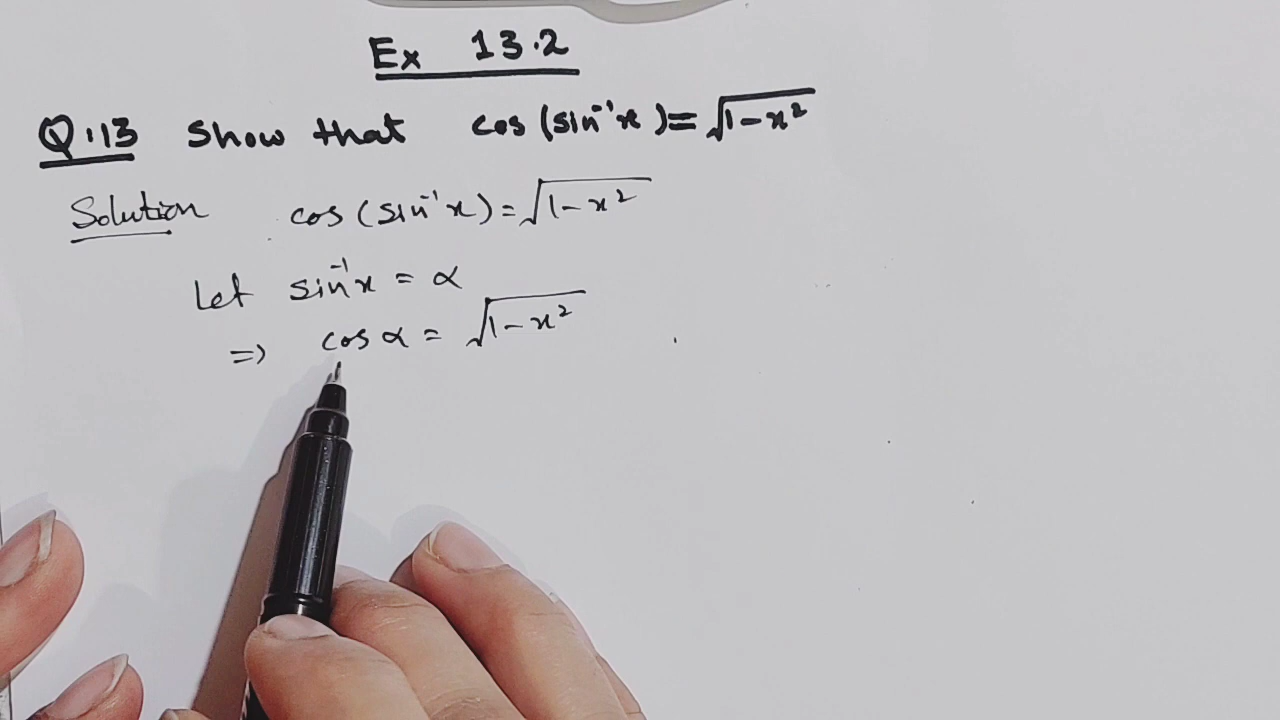 Ex 13.2
Q.13 Show that cos(sin⁻¹x)=√1-x²
Solution cos(sin⁻¹x)=√1-x²
Let sin⁻¹x = α
=> cos α = √1-x²